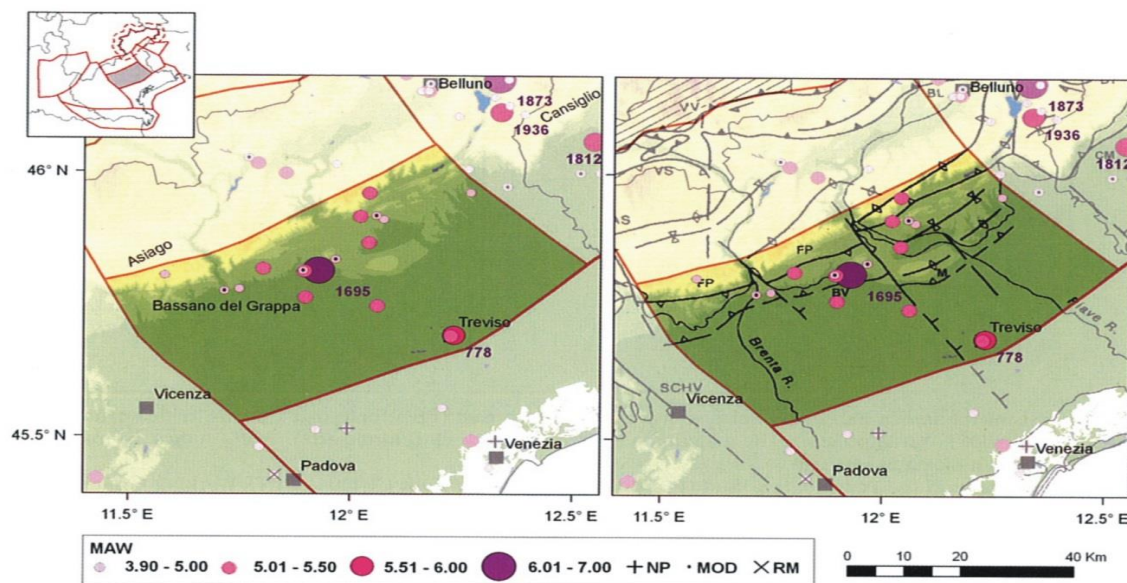 Belluno
1873
1936
Cansiglio
1812
46° N
Asiago
Bassano del Grappa
1695
Treviso
778
Vicenza
45.5° N
Venezia
Padova
11.5° E
12° E
12.5° E
VV
BL
Belluno
1873
1936
CM
1812
VS
AS
FP
FP
BV
1695
M
Treviso
778
Piave R.
Brenta R.
SCHV
Vicenza
Venezia
Padova
11.5° E
12° E
12.5° E
MAW
3.90 - 5.00
5.01 - 5.50
5.51 - 6.00
6.01 - 7.00
NP
MOD
RM
0
10
20
40 Km